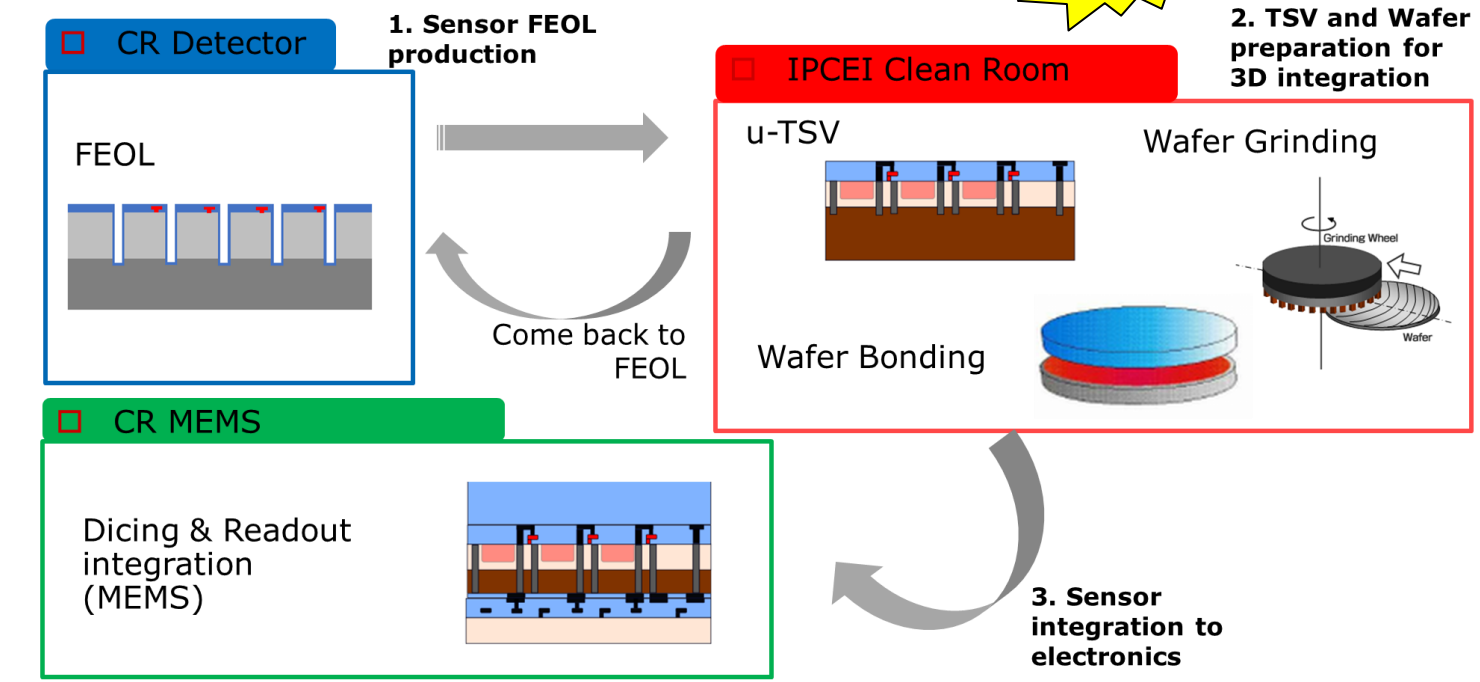 CR Detector
1. Sensor FEOL
production
2. TSV and Wafer
preparation for
3D integration
IPCEI Clean Room
FEOL
u-TSV
Wafer Grinding
Grinding Wheel
Wafer
Come back to
FEOL
Wafer Bonding
CR MEMS
Dicing & Readout
integration
(MEMS)
3. Sensor
integration to
electronics